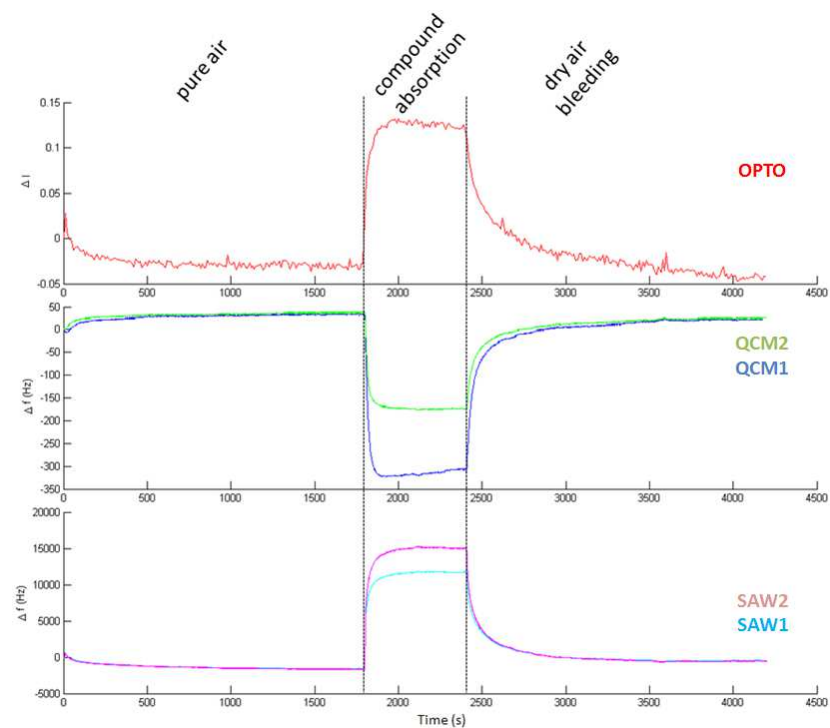 pure air
compound
absorption
dry air
bleeding
0.15
0.1
0.05
0
-0.05
Δ I
0 500 1000 1500 2000 2500 3000 3500 4000 4500
OPTO
50
0
-50
-100
-150
-200
-250
-300
-350
Δ f (Hz)
0 500 1000 1500 2000 2500 3000 3500 4000 4500
QCM2
QCM1
20000
15000
10000
5000
0
-5000
Δ f (Hz)
0 500 1000 1500 2000 2500 3000 3500 4000 4500
SAW2
SAW1
Time (s)